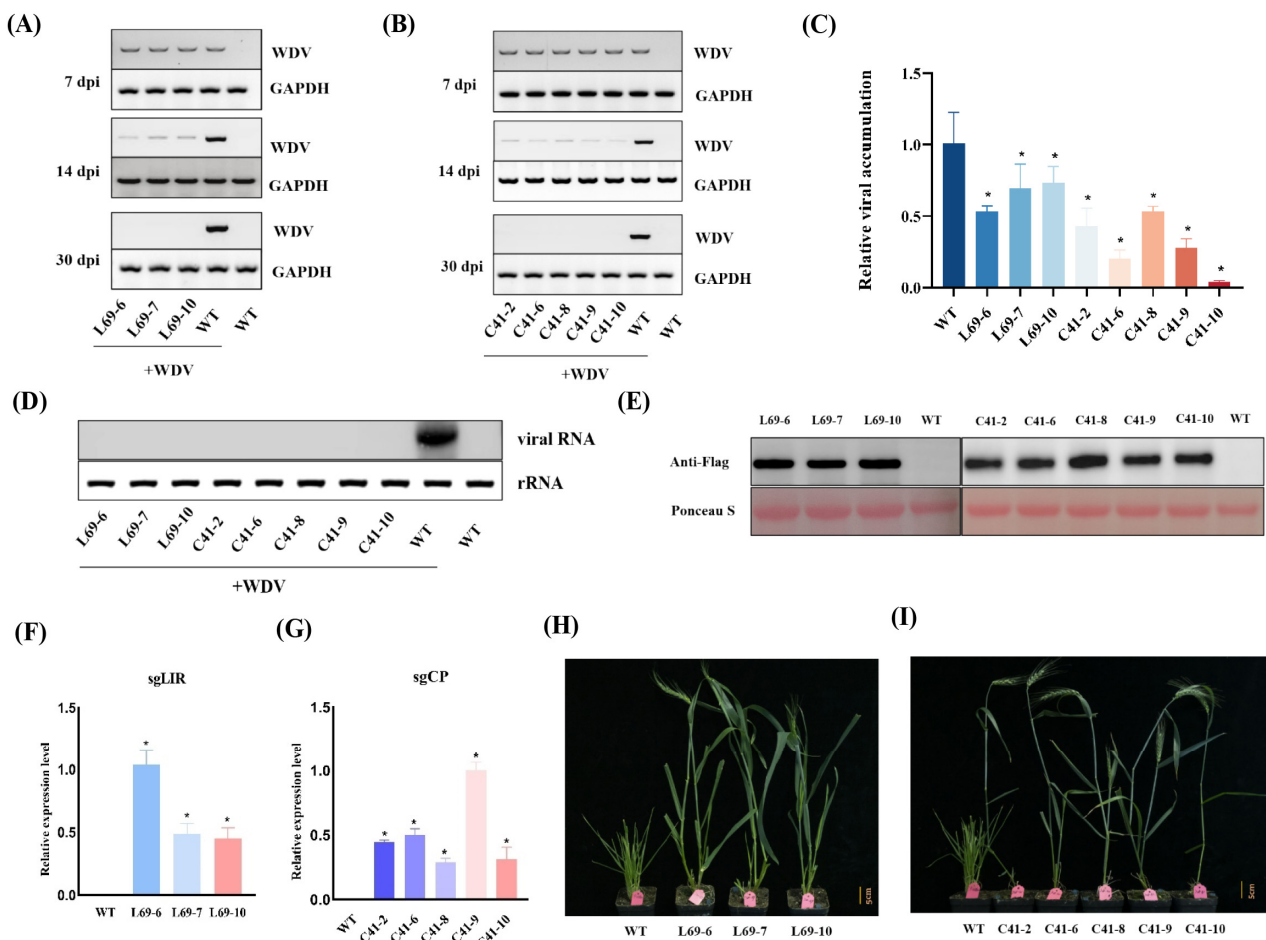 (A)
WDV
7 dpi
GAPDH
WDV
14 dpi
GAPDH
WDV
30 dpi
GAPDH
L69-6
L69-7
L69-10
WT
WT
+WDV
(B)
WDV
7 dpi
GAPDH
WDV
14 dpi
GAPDH
WDV
30 dpi
GAPDH
C41-2
C41-6
C41-8
C41-9
C41-10
WT
WT
+WDV
(C)
Relative viral accumulation
1.5
1.0
0.5
0.0
* * * * * * * *
WT
L69-6
L69-7
L69-10
C41-2
C41-6
C41-8
C41-9
C41-10
(D)
viral RNA
rRNA
L69-6
L69-7
L69-10
C41-2
C41-6
C41-8
C41-9
C41-10
WT
WT
+WDV
(E)
L69-6 L69-7 L69-10 WT C41-2 C41-6 C41-8 C41-9 C41-10 WT
Anti-Flag
Ponceau S
(F)
sgLIR
Relative expression level
1.5
1.0
0.5
0.0
* * *
WT L69-6 L69-7 L69-10
(G)
sgCP
Relative expression level
1.5
1.0
0.5
0.0
* * * * *
WT
C41-2
C41-6
C41-8
C41-9
C41-10
(H)
5cm
WT L69-6 L69-7 L69-10
(I)
5cm
WT C41-2 C41-6 C41-8 C41-9 C41-10